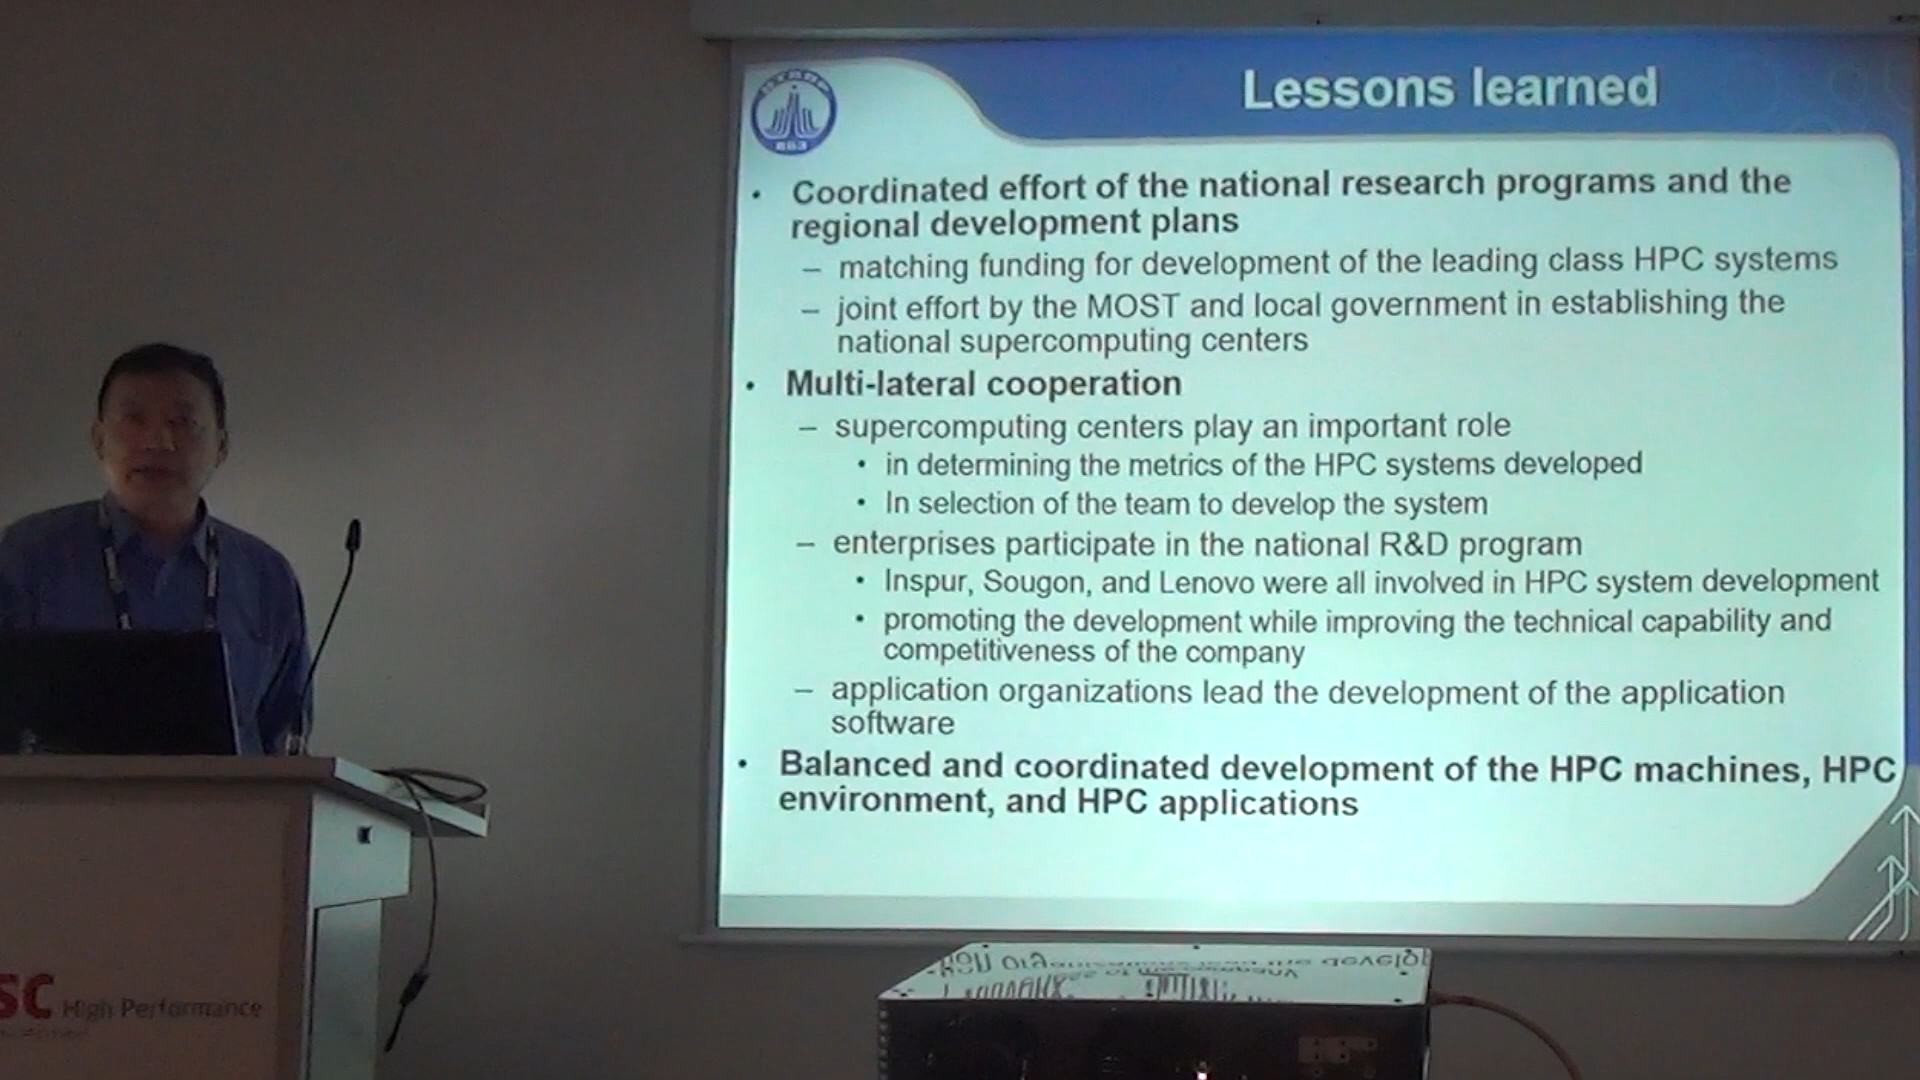 Lessons learned
863
• Coordinated effort of the national research programs and the
regional development plans
– matching funding for development of the leading class HPC systems
– joint effort by the MOST and local government in establishing the
national supercomputing centers
• Multi-lateral cooperation
– supercomputing centers play an important role
• in determining the metrics of the HPC systems developed
• In selection of the team to develop the system
– enterprises participate in the national R&D program
• Inspur, Sougon, and Lenovo were all involved in HPC system development
• promoting the development while improving the technical capability and
competitiveness of the company
– application organizations lead the development of the application
software
• Balanced and coordinated development of the HPC machines, HPC
environment, and HPC applications
SC High Performance